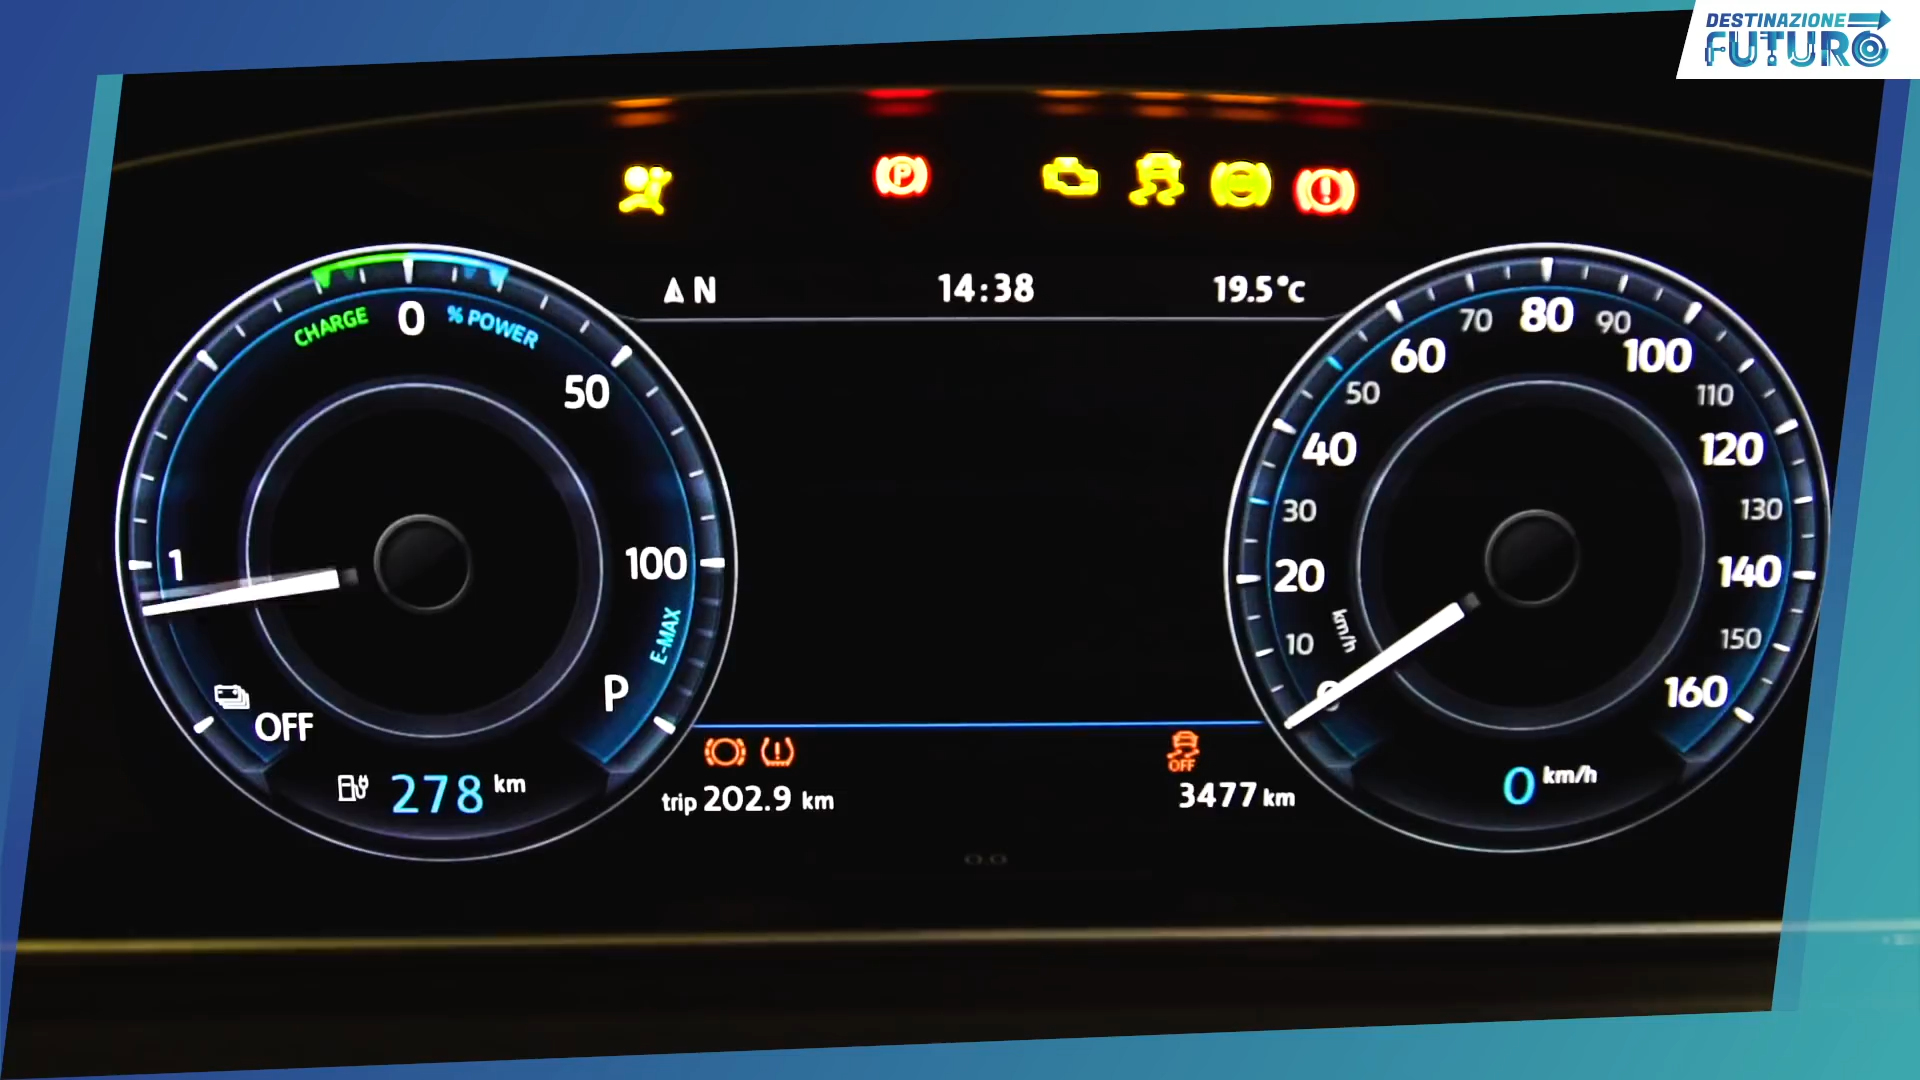 DESTINAZIONE
FUTURO
P
!
N 14:38 19.5°C
CHARGE 0 % POWER
50
1
100
E-MAX
P
OFF
278 km
70 80 90
60 100
50 110
40 120
30 130
20 140
km/h
10 150
0 160
0 km/h
!
OFF
trip 202.9 km
3477 km